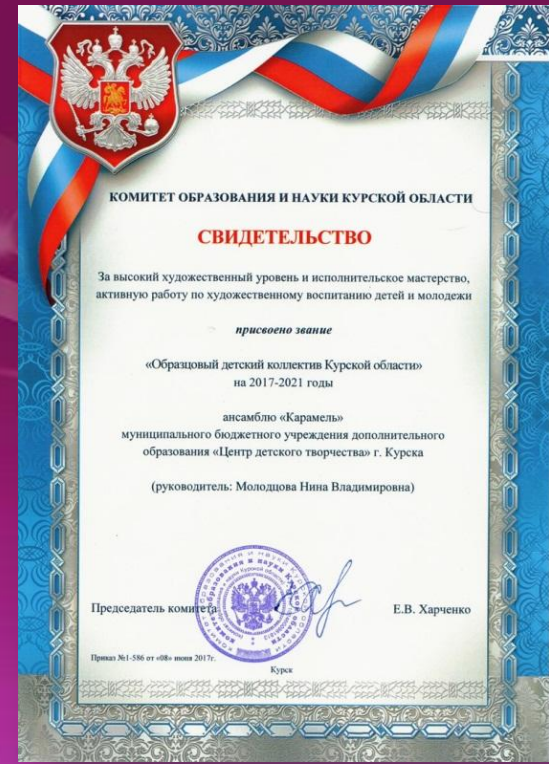 КОМИТЕТ ОБРАЗОВАНИЯ И НАУКИ КУРСКОЙ ОБЛАСТИ
СВИДЕТЕЛЬСТВО
За высокий художественный уровень и исполнительское мастерство,
активную работу по художественному воспитанию детей и молодежи
присвоено звание
«Образцовый детский коллектив Курской области»
на 2017-2021 годы
ансамблю «Карамель»
муниципального бюджетного учреждения дополнительного
образования «Центр детского творчества» г. Курска
(руководитель: Молодцова Нина Владимировна)
Председатель комитета
Е.В. Харченко
Приказ №1-586 от «08» июня 2017г.
Курск